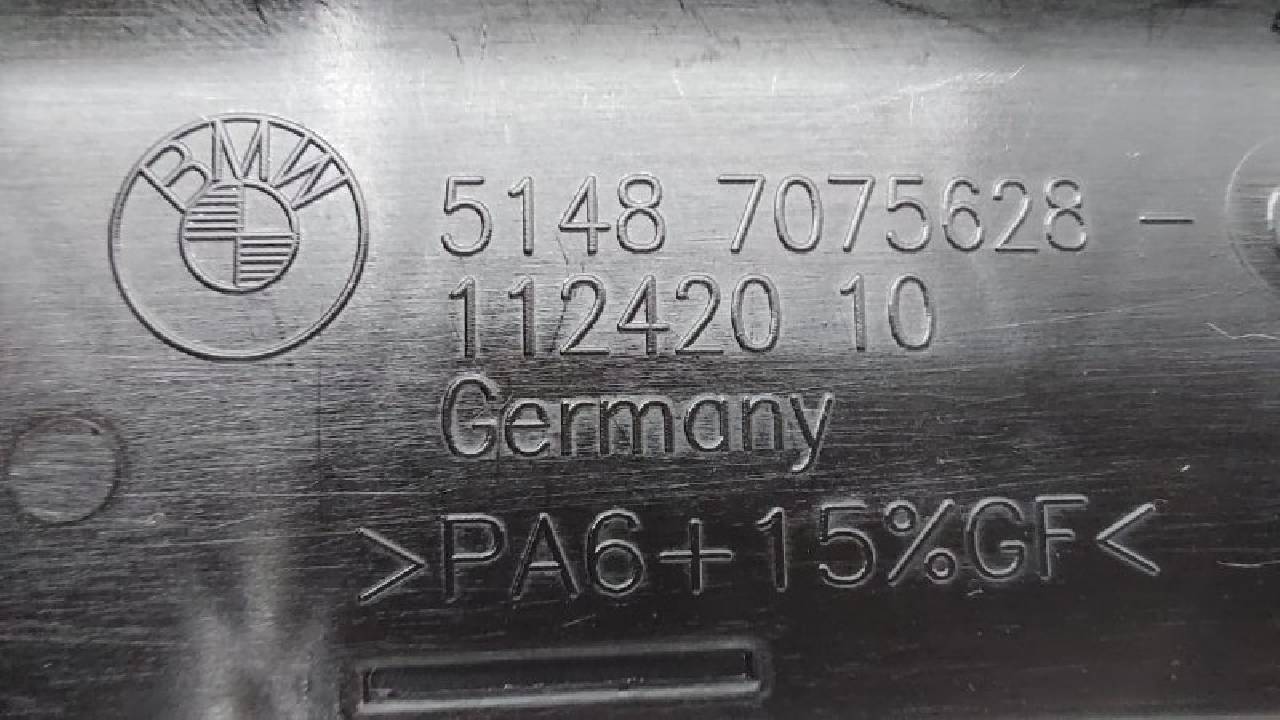 BMW
5148 7075628 -
112420 10
Germany
>PA6+15%GF<